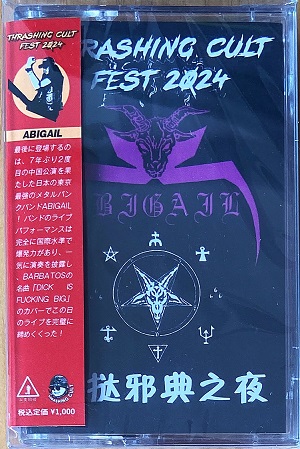 THRASHING CULT
FEST 2024
ABIGAIL
最後に登場するの
は、7年ぶり2度
目の中国公演を果
たした日本の東京
最強のメタルパン
クバンドABIGAIL
！バンドのライブ
パフォーマンスは
完全に国際水準で
爆発力があり、一
気に演奏を披露し
、BARBATOSの
名曲「DICK IS
FUCKING BIG」
のカバーでこの日
のライブを完璧に
締めくくった！
税込定価 ¥1,000
HRASHING CULT
FEST 2024
BIGAIL
挞邪典之夜